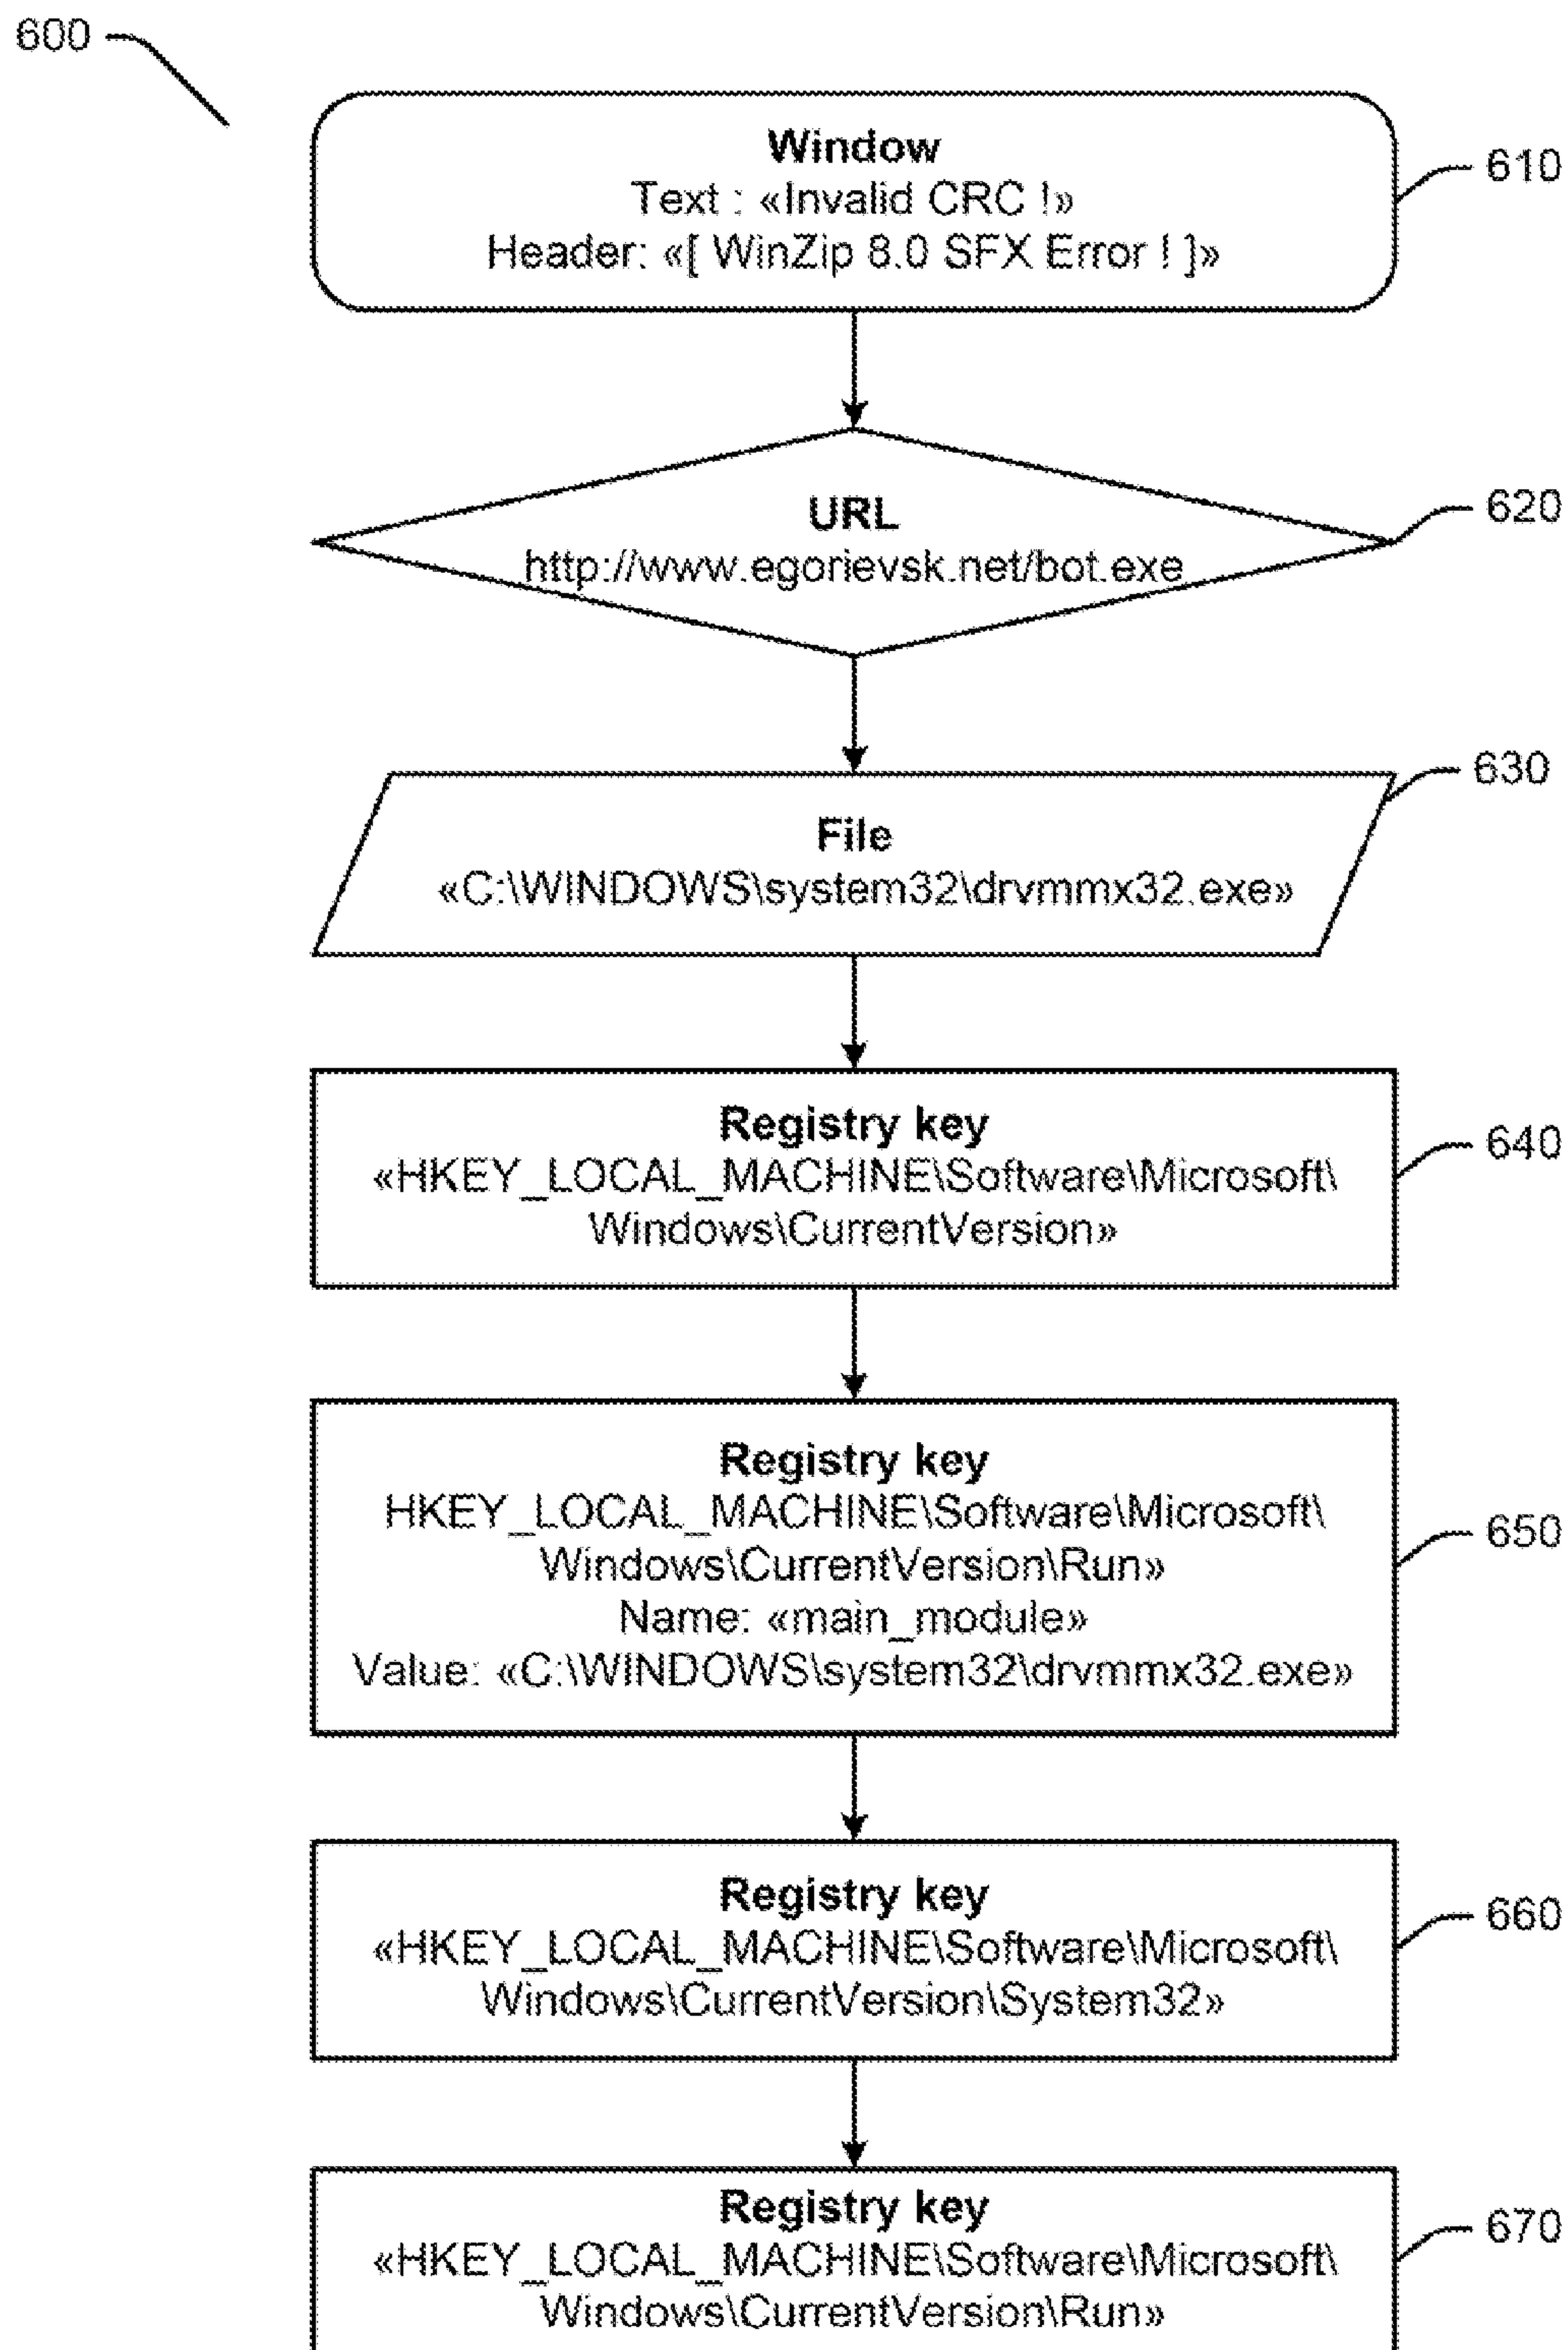 600
Window
Text : «Invalid CRC !»
Header: «[ WinZip 8.0 SFX Error ! ]»
610
URL
http://www.egorievsk.net/bot.exe
620
File
«C:\WINDOWS\system32\drvmmx32.exe»
630
Registry key
«HKEY_LOCAL_MACHINE\Software\Microsoft\
Windows\CurrentVersion»
640
Registry key
HKEY_LOCAL_MACHINE\Software\Microsoft\
Windows\CurrentVersion\Run»
Name: «main_module»
Value: «C:\WINDOWS\system32\drvmmx32.exe»
650
Registry key
«HKEY_LOCAL_MACHINE\Software\Microsoft\
Windows\CurrentVersion\System32»
660
Registry key
«HKEY_LOCAL_MACHINE\Software\Microsoft\
Windows\CurrentVersion\Run»
670